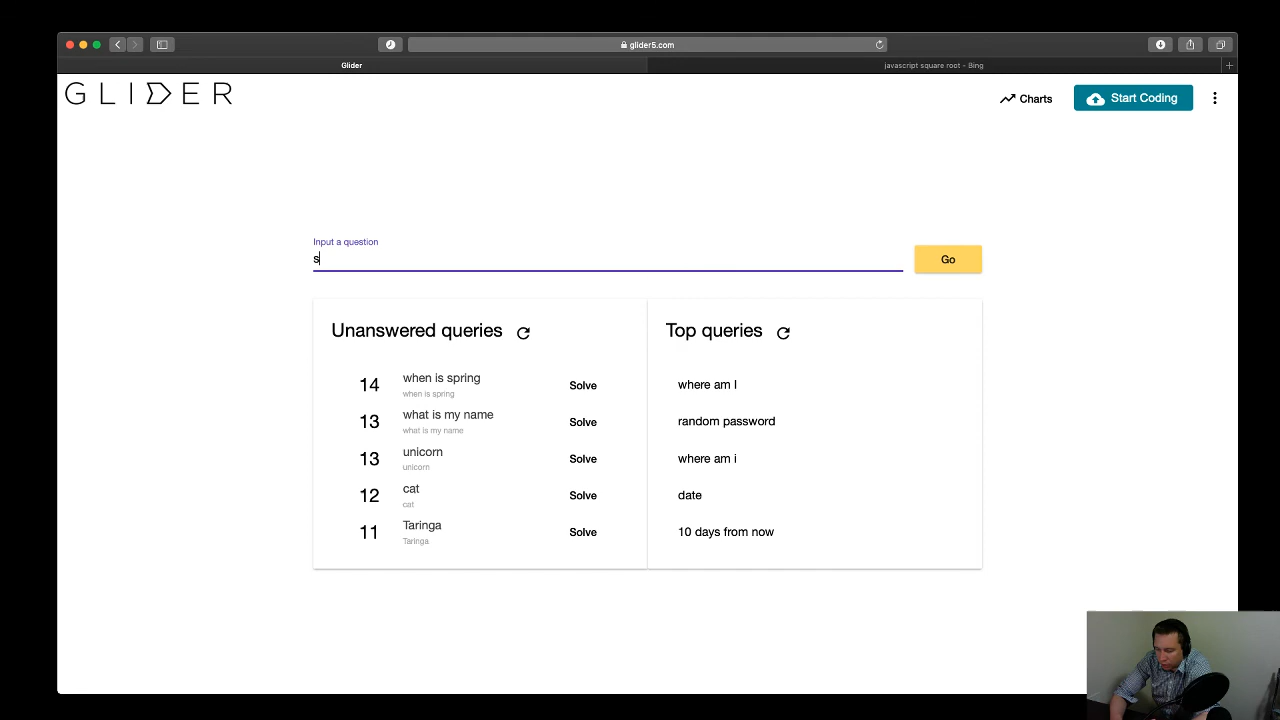 glider5.com
Glider
javascript square root – Bing
GLIDER
Charts
Start Coding
Input a question
s
Go
Unanswered queries
14 when is spring Solve
when is spring
13 what is my name Solve
what is my name
13 unicorn Solve
unicorn
12 cat Solve
cat
11 Taringa Solve
Taringa
Top queries
where am I
random password
where am i
date
10 days from now